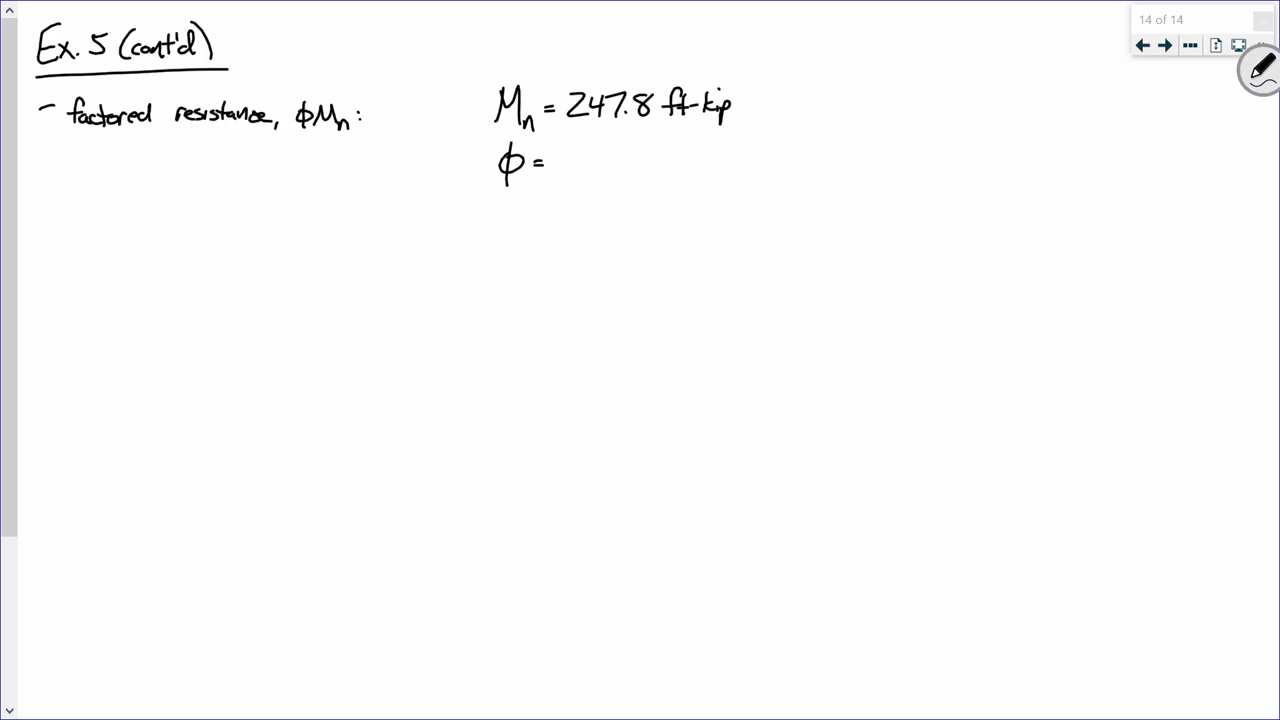 14 of 14
Ex. 5 (cont'd)
- factored resistance, ϕMn:
Mn = 247.8 ft-kip
ϕ =